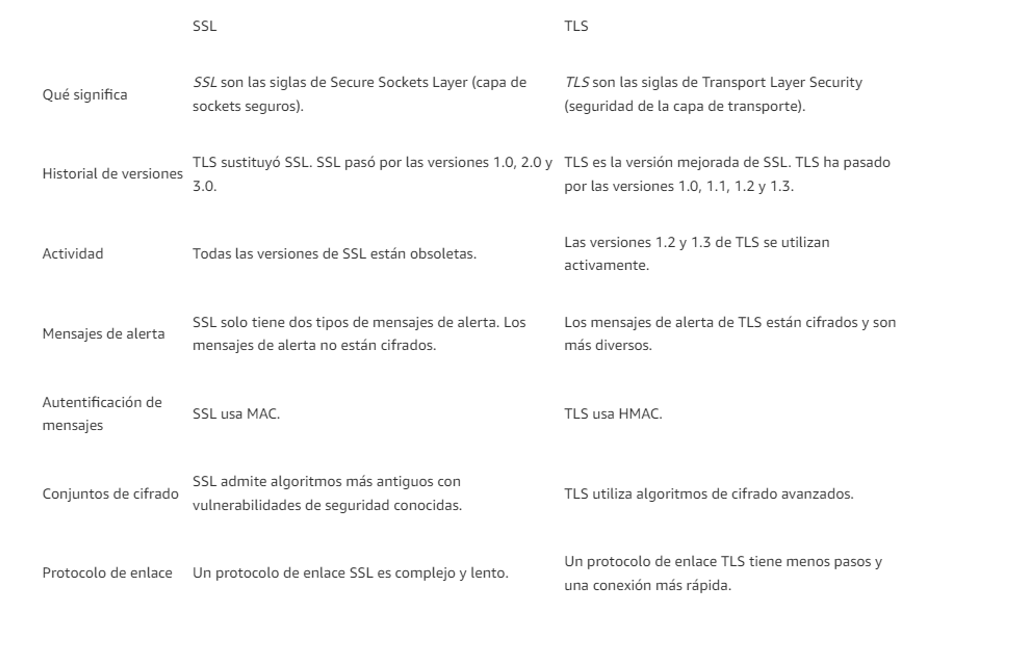 SSL TLS
Qué significa
SSL son las siglas de Secure Sockets Layer (capa de
sockets seguros).
TLS son las siglas de Transport Layer Security
(seguridad de la capa de transporte).
Historial de versiones
TLS sustituyó SSL. SSL pasó por las versiones 1.0, 2.0 y
3.0.
TLS es la versión mejorada de SSL. TLS ha pasado
por las versiones 1.0, 1.1, 1.2 y 1.3.
Actividad
Todas las versiones de SSL están obsoletas.
Las versiones 1.2 y 1.3 de TLS se utilizan
activamente.
Mensajes de alerta
SSL solo tiene dos tipos de mensajes de alerta. Los
mensajes de alerta no están cifrados.
Los mensajes de alerta de TLS están cifrados y son
más diversos.
Autentificación de
mensajes
SSL usa MAC.
TLS usa HMAC.
Conjuntos de cifrado
SSL admite algoritmos más antiguos con
vulnerabilidades de seguridad conocidas.
TLS utiliza algoritmos de cifrado avanzados.
Protocolo de enlace
Un protocolo de enlace SSL es complejo y lento.
Un protocolo de enlace TLS tiene menos pasos y
una conexión más rápida.